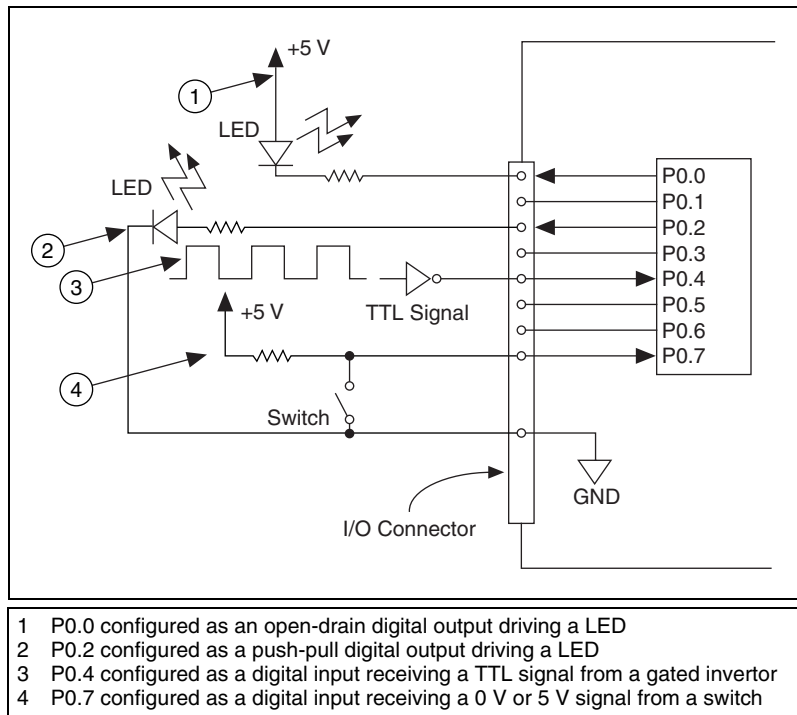 +5 V
1
LED
LED
P0.0
P0.1
P0.2
2
P0.3
3
P0.4
TTL Signal
P0.5
+5 V
P0.6
P0.7
4
Switch
GND
I/O Connector
1 P0.0 configured as an open-drain digital output driving a LED
2 P0.2 configured as a push-pull digital output driving a LED
3 P0.4 configured as a digital input receiving a TTL signal from a gated invertor
4 P0.7 configured as a digital input receiving a 0 V or 5 V signal from a switch